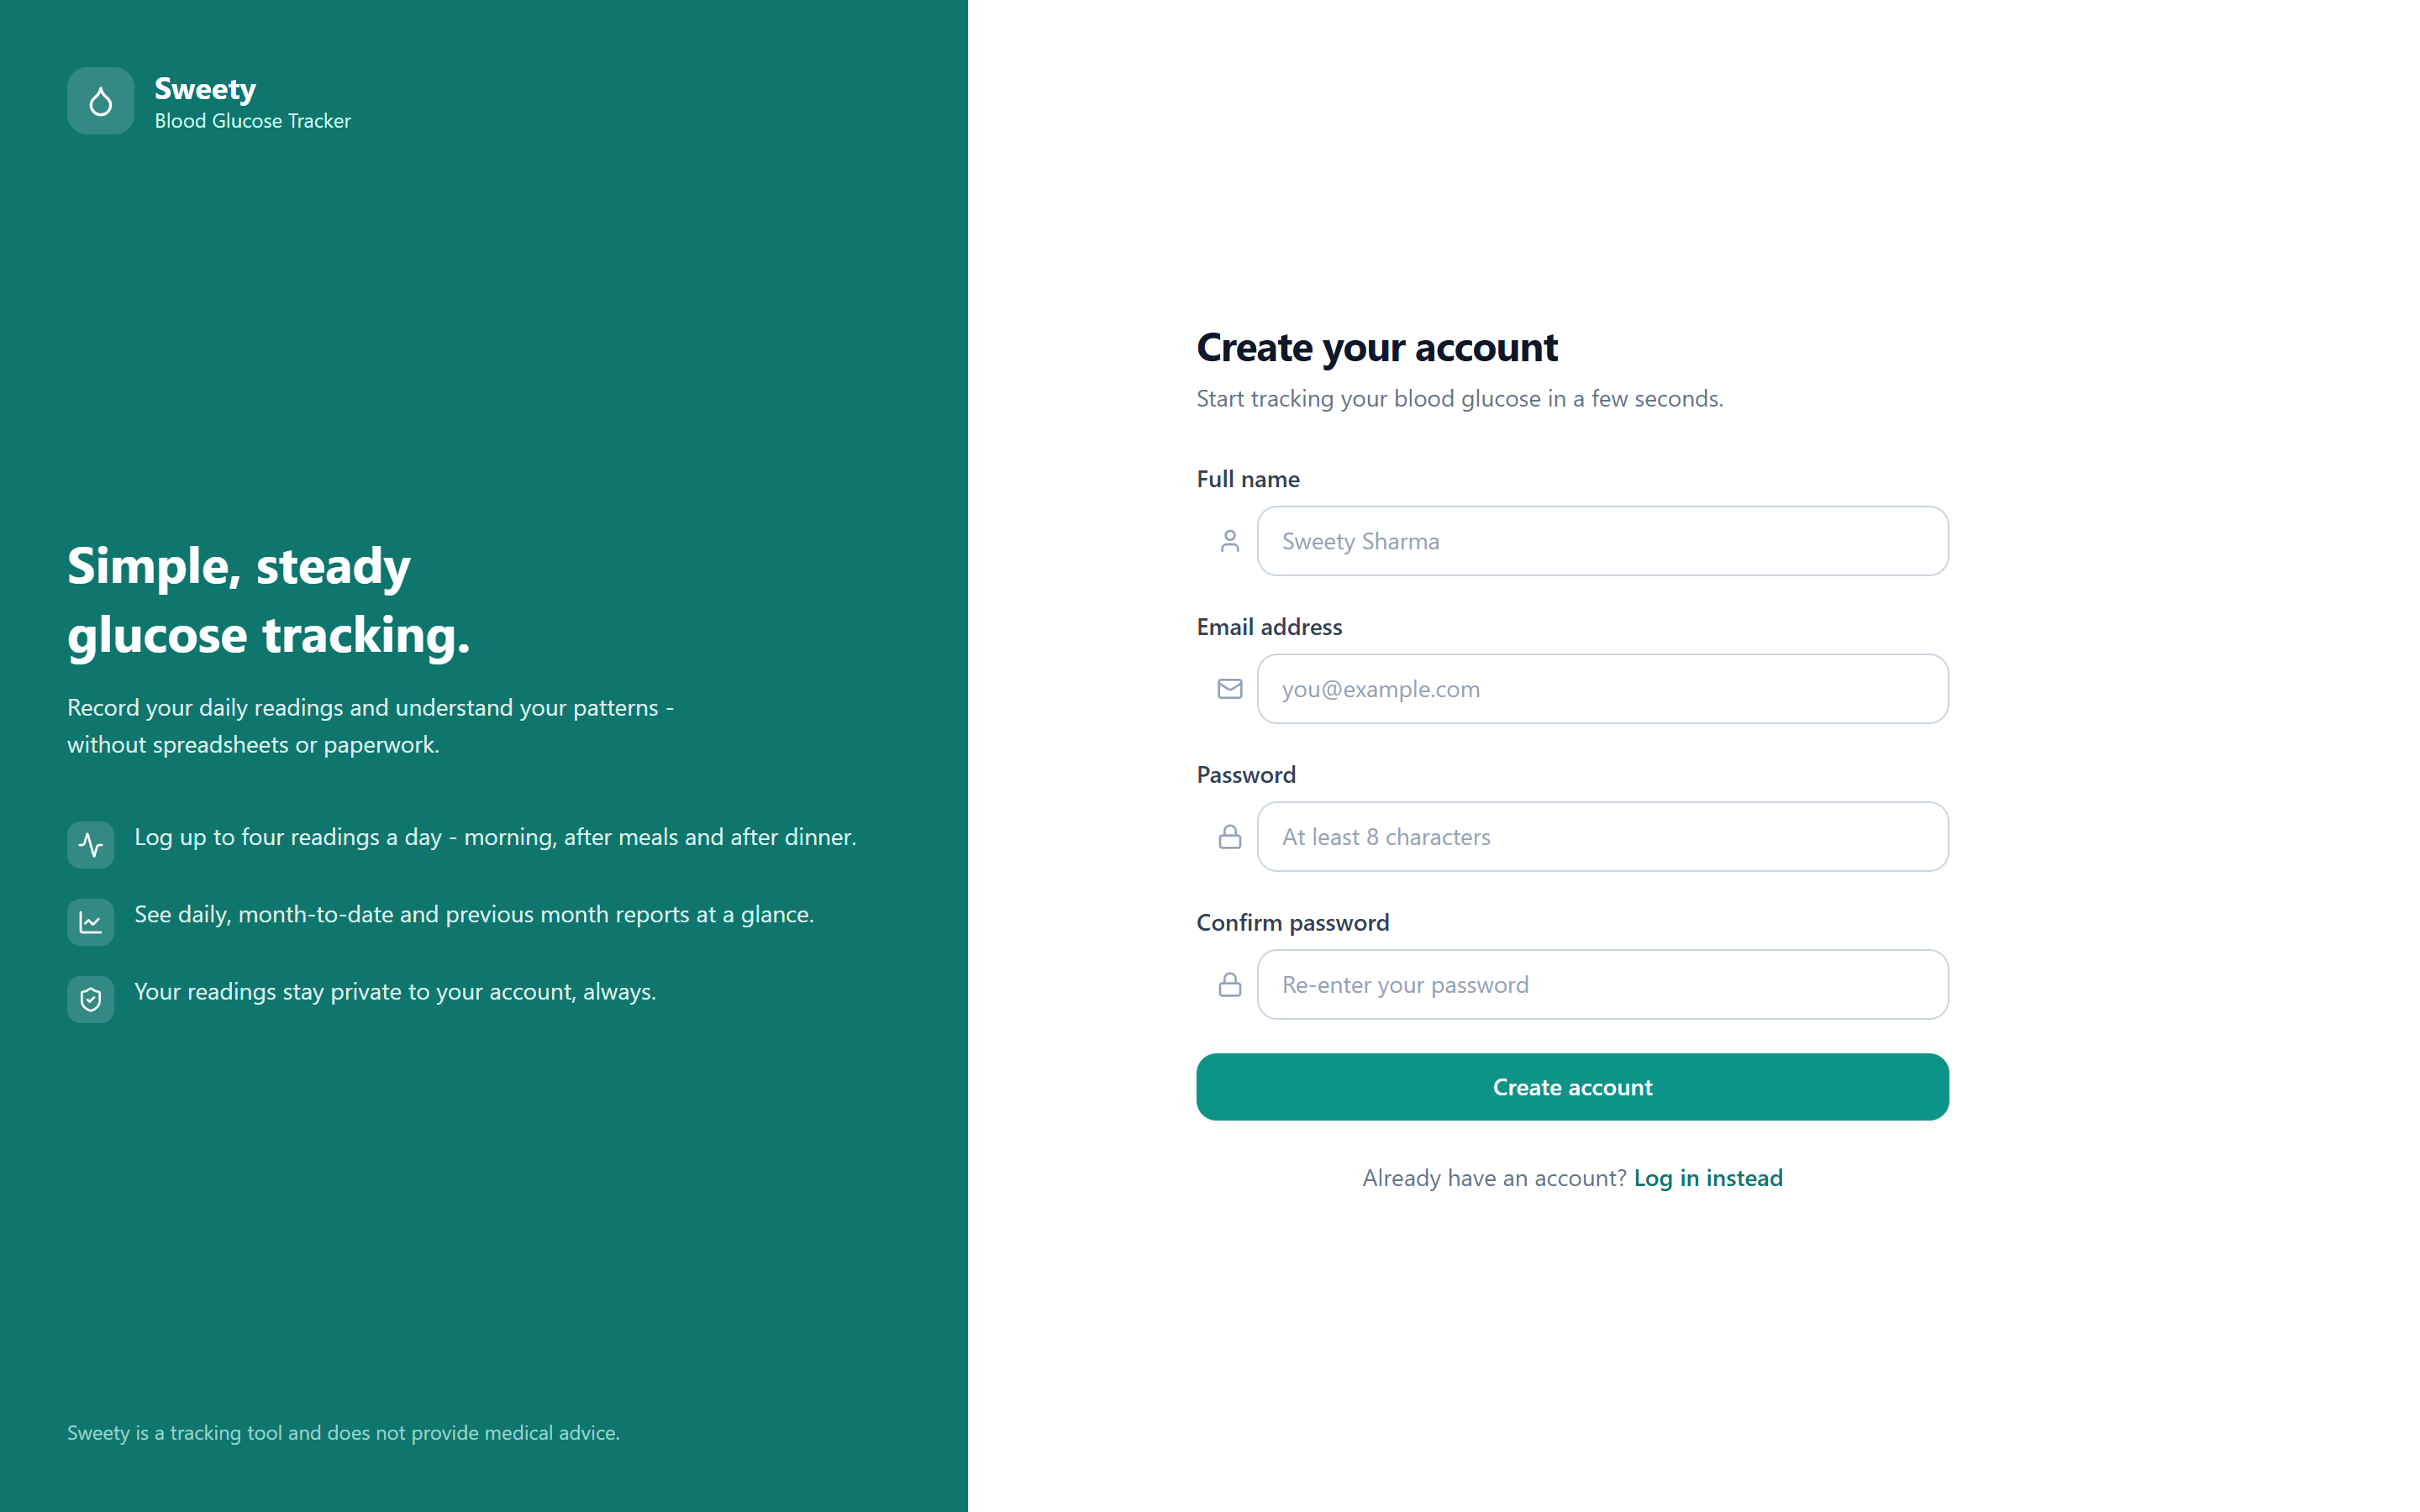 Sweety
Blood Glucose Tracker
Simple, steady
glucose tracking.
Record your daily readings and understand your patterns -
without spreadsheets or paperwork.
Log up to four readings a day - morning, after meals and after dinner.
See daily, month-to-date and previous month reports at a glance.
Your readings stay private to your account, always.
Sweety is a tracking tool and does not provide medical advice.
Create your account
Start tracking your blood glucose in a few seconds.
Full name
Sweety Sharma
Email address
you@example.com
Password
At least 8 characters
Confirm password
Re-enter your password
Create account
Already have an account? Log in instead